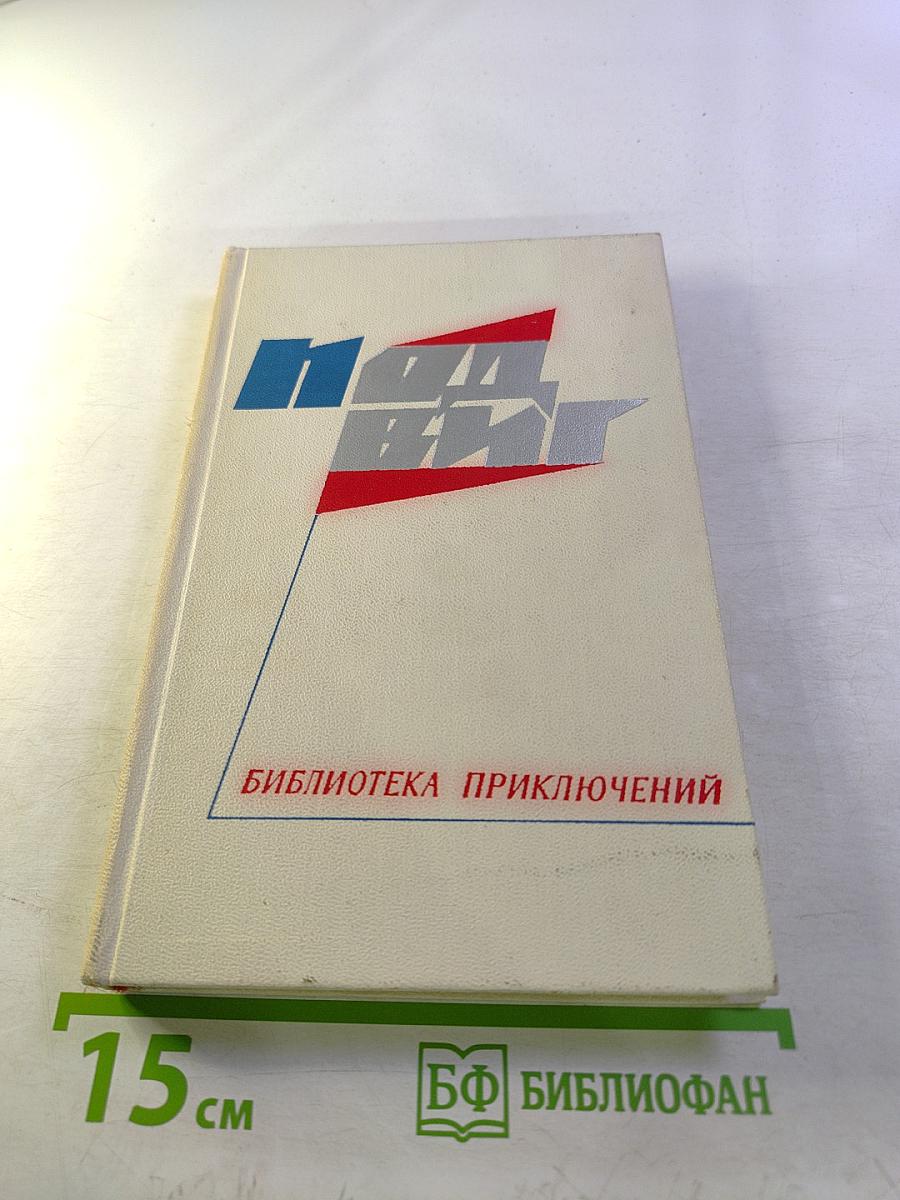 ПОД
ВИГ
БИБЛИОТЕКА ПРИКЛЮЧЕНИЙ
15 см
БФ БИБЛИОФАН